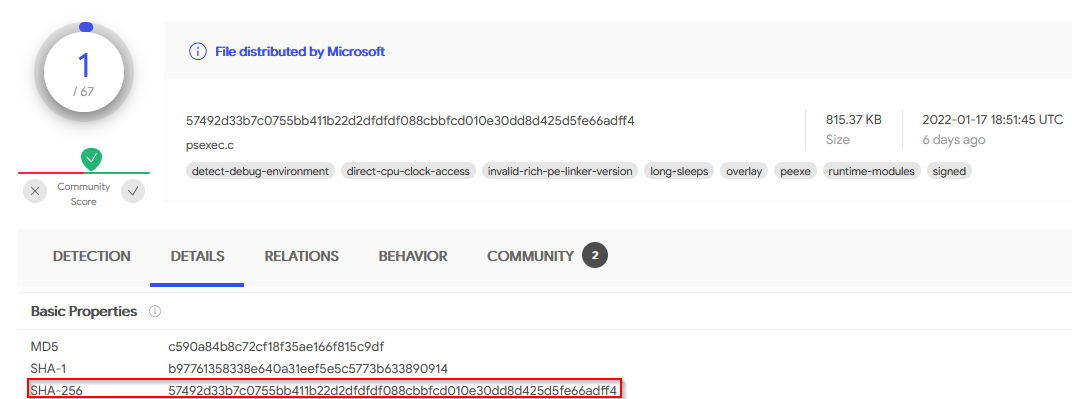 1
/ 67
Community
Score
File distributed by Microsoft
57492d33b7c0755bb411b22d2dfdfdf088cbbfcd010e30dd8d425d5fe66adff4
psexec.c
815.37 KB
Size
2022-01-17 18:51:45 UTC
6 days ago
detect-debug-environment direct-cpu-clock-access invalid-rich-pe-linker-version long-sleeps overlay peexe runtime-modules signed
DETECTION DETAILS RELATIONS BEHAVIOR COMMUNITY 2
Basic Properties
MD5 c590a84b8c72cf18f35ae166f815c9df
SHA-1 b97761358338e640a31eef5e5c5773b633890914
SHA-256 57492d33b7c0755bb411b22d2dfdfdf088cbbfcd010e30dd8d425d5fe66adff4